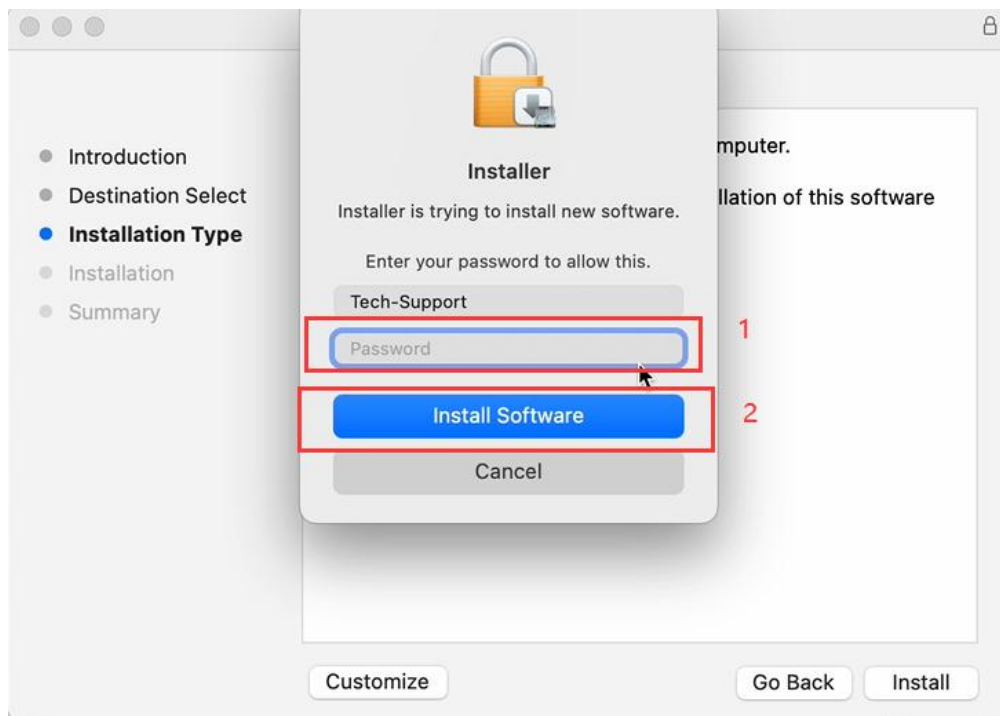 Introduction
Destination Select
Installation Type
Installation
Summary
Installer
Installer is trying to install new software.
Enter your password to allow this.
Tech-Support
Password
1
Install Software
2
Cancel
mputer.
llation of this software
Customize
Go Back
Install